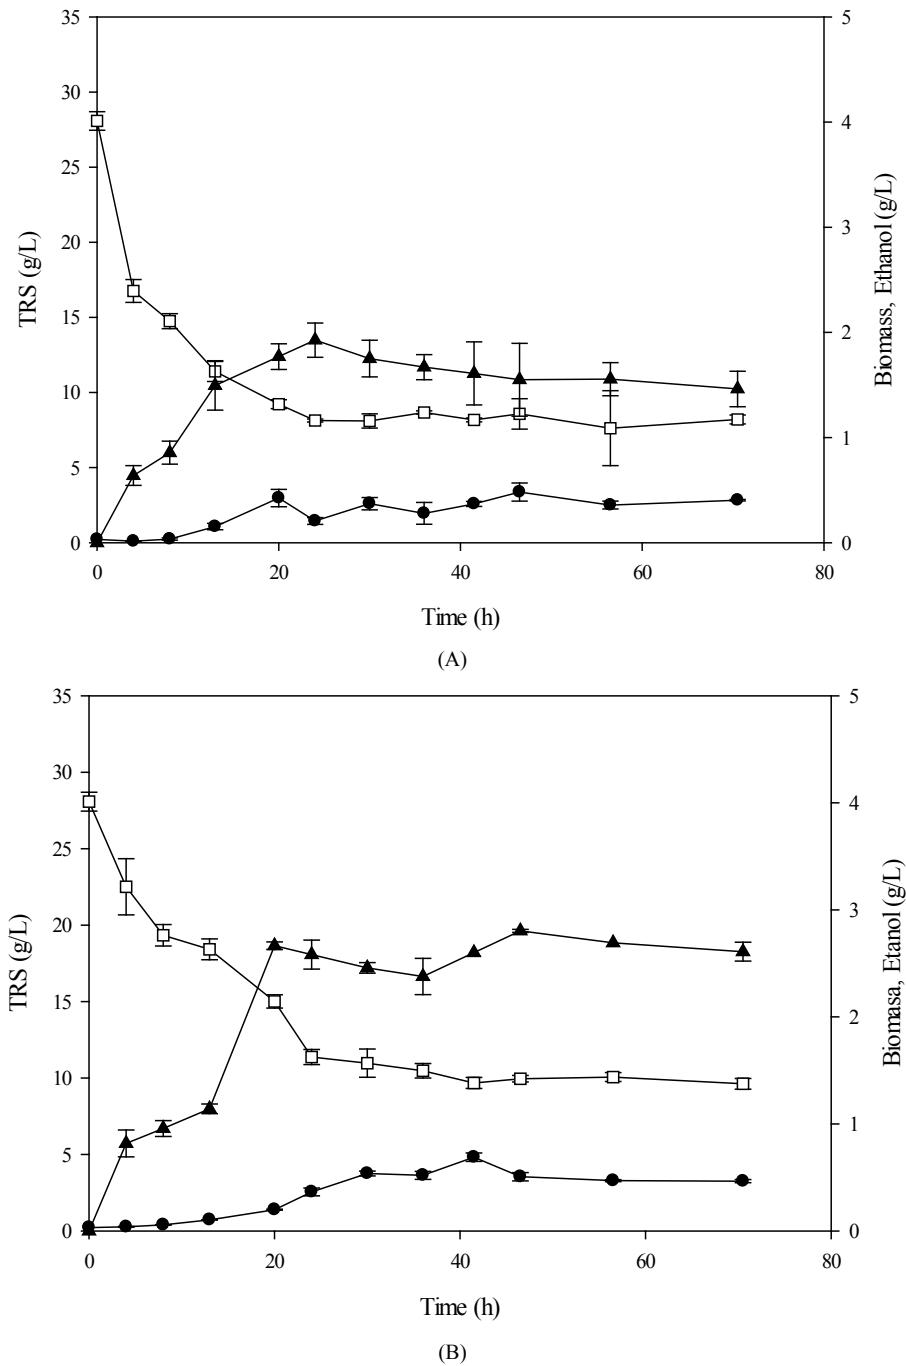 35
30
25
20
15
10
5
0
TRS (g/L)
5
4
3
2
1
0
Biomass, Ethanol (g/L)
0 20 40 60 80
Time (h)
(A)
35
30
25
20
15
10
5
0
TRS (g/L)
5
4
3
2
1
0
Biomasa, Etanol (g/L)
0 20 40 60 80
Time (h)
(B)